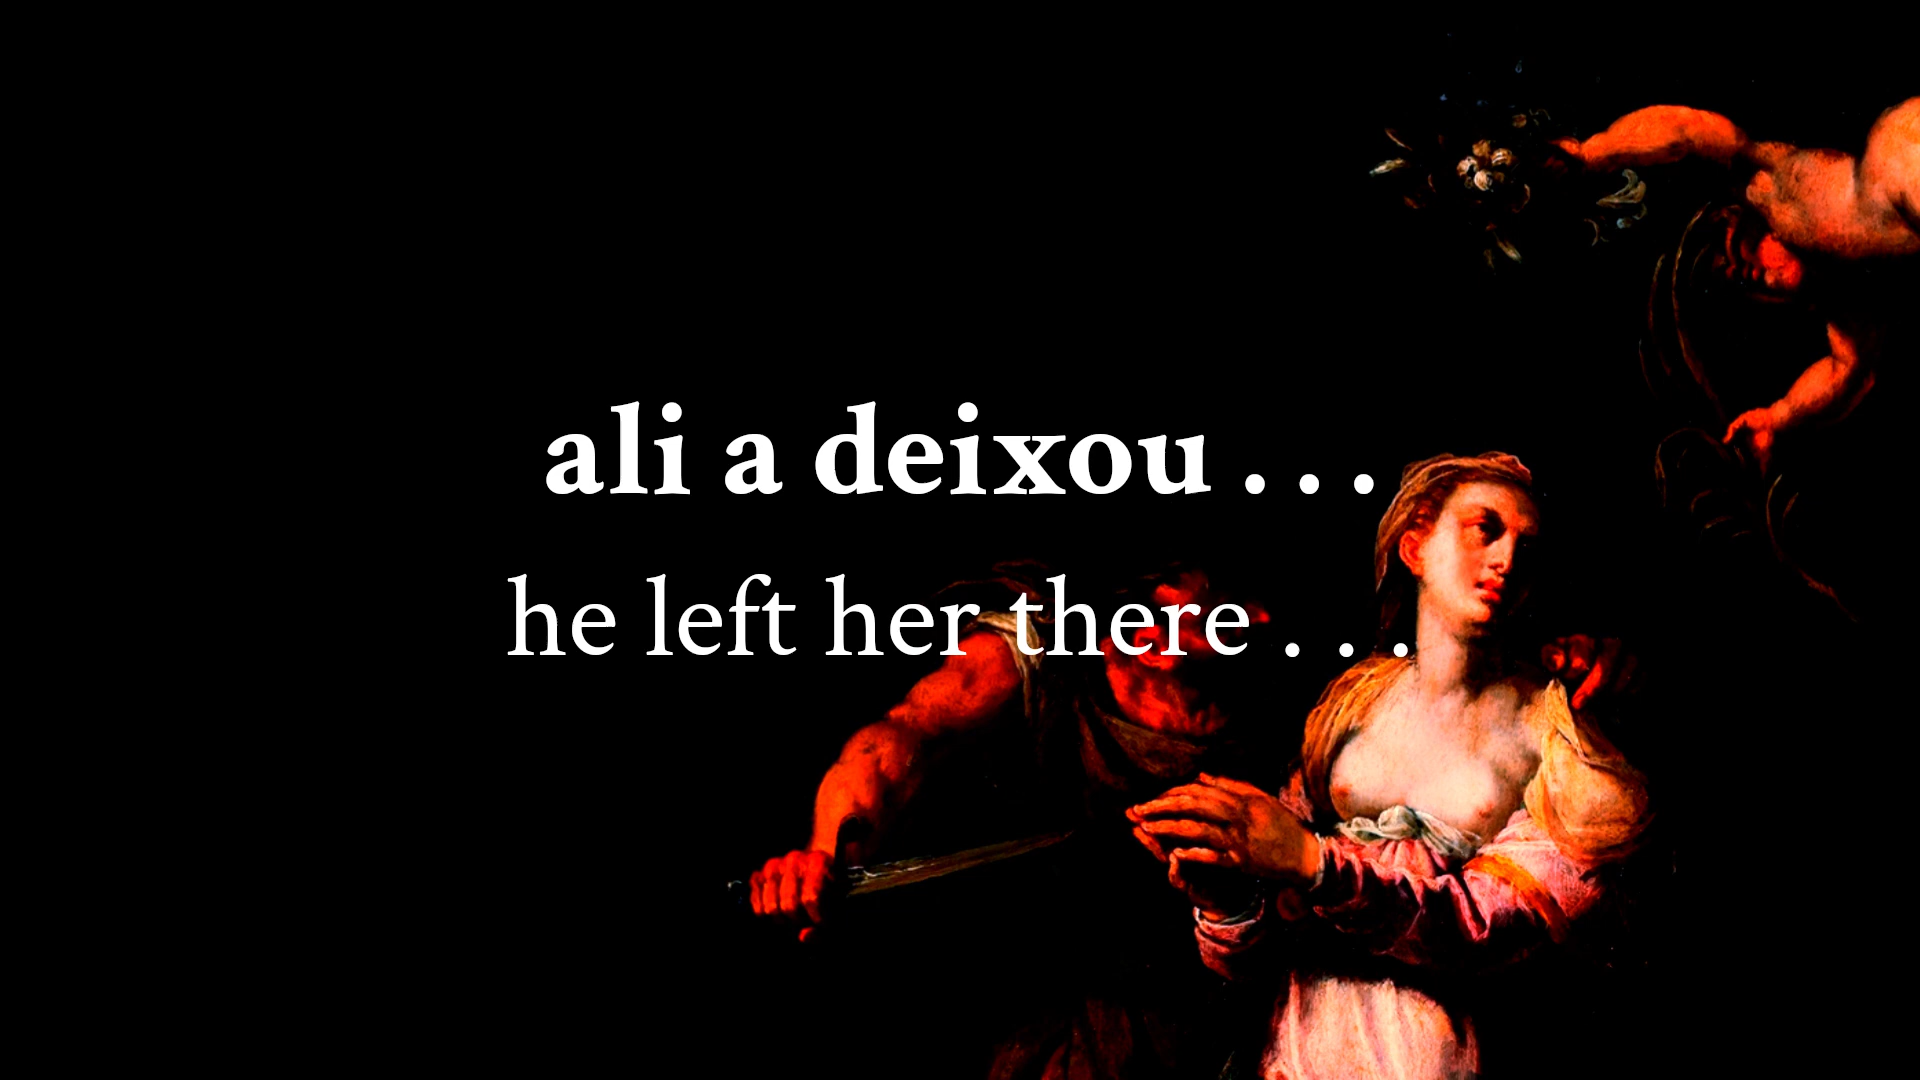 ali a deixou . . .
he left her there . . .